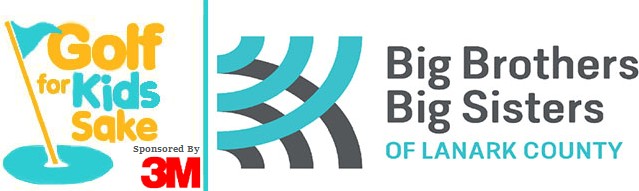 Golf
for Kids
Sake
Sponsored By
3M
Big Brothers
Big Sisters
OF LANARK COUNTY